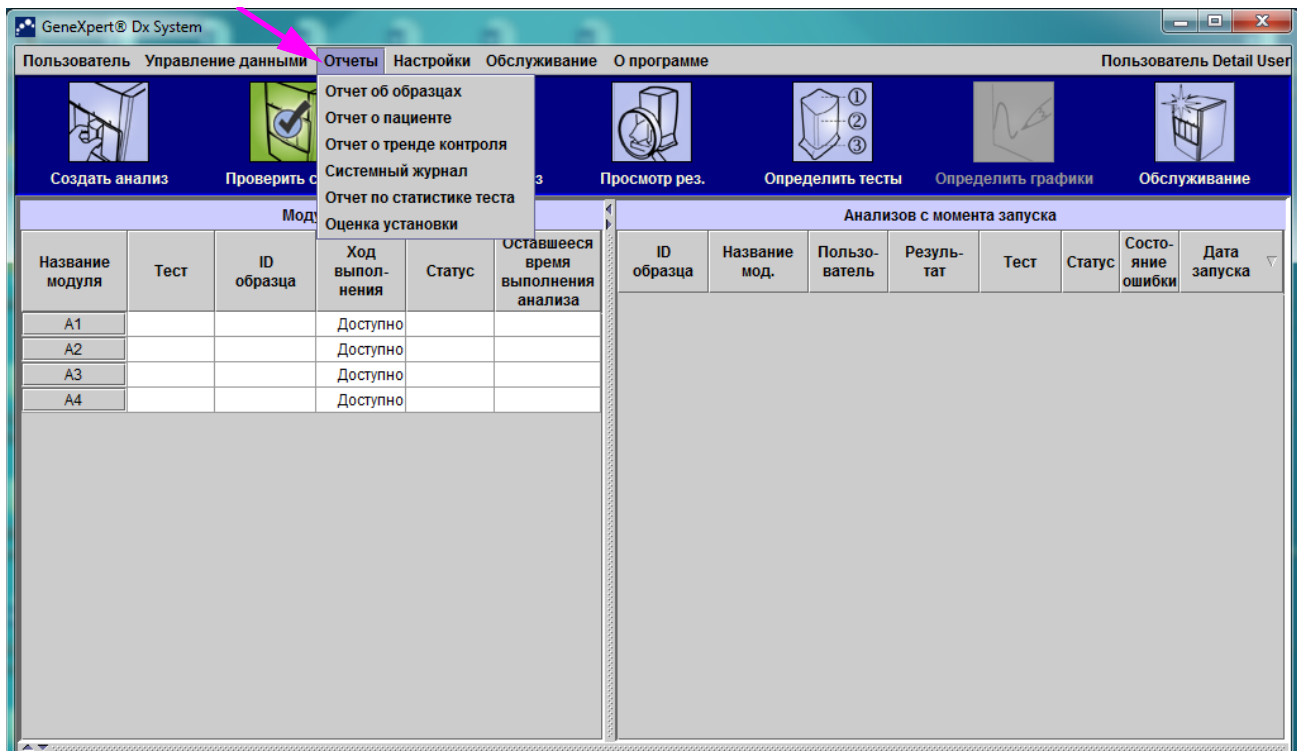 GeneXpert® Dx System
Пользователь Управление данными Отчеты Настройки Обслуживание О программе Пользователь Detail User
Отчет об образцах
Отчет о пациенте
Отчет о тренде контроля
Системный журнал
Отчет по статистике теста
Оценка установки
Создать анализ Проверить Просмотр рез. Определить тесты Определить графики Обслуживание
Анализов с момента запуска
Название
модуля
Тест
ID
образца
Ход
выпол-
нения
Статус
Оставшееся
время
выполнения
анализа
ID
образца
Название
мод.
Пользо-
ватель
Резуль-
тат
Тест
Статус
Состо-
яние
ошибки
Дата
запуска
A1 Доступно
A2 Доступно
A3 Доступно
A4 Доступно